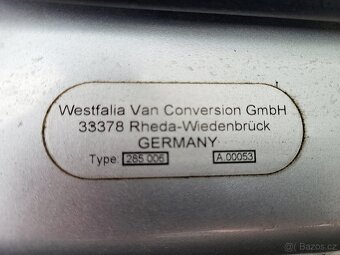 Westfalia Van Conversion GmbH
33378 Rheda-Wiedenbrück
GERMANY
Type. 285 006 A.00053
© Bazos.cz